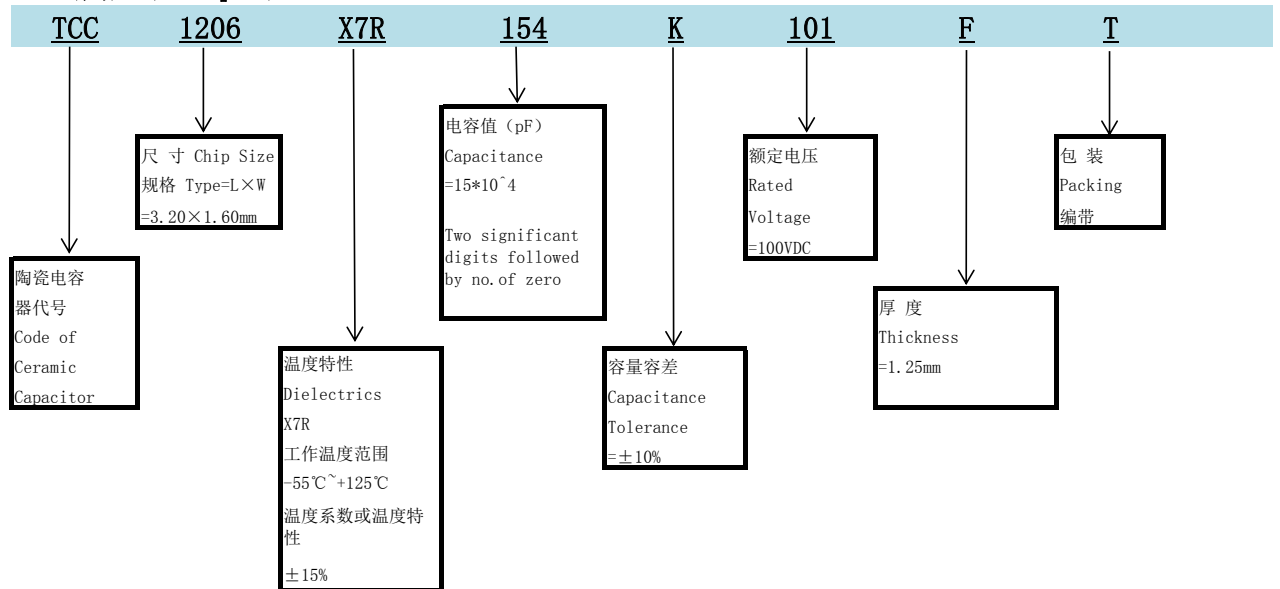 TCC 1206 X7R 154 K 101 F T
陶瓷电容
器代号
Code of
Ceramic
Capacitor
尺 寸 Chip Size
规格 Type=L×W
=3.20×1.60mm
温度特性
Dielectrics
X7R
工作温度范围
-55℃~+125℃
温度系数或温度特
性
±15%
电容值（pF）
Capacitance
=15*10^4
Two significant
digits followed
by no.of zero
容量容差
Capacitance
Tolerance
=±10%
额定电压
Rated
Voltage
=100VDC
厚 度
Thickness
=1.25mm
包 装
Packing
编带